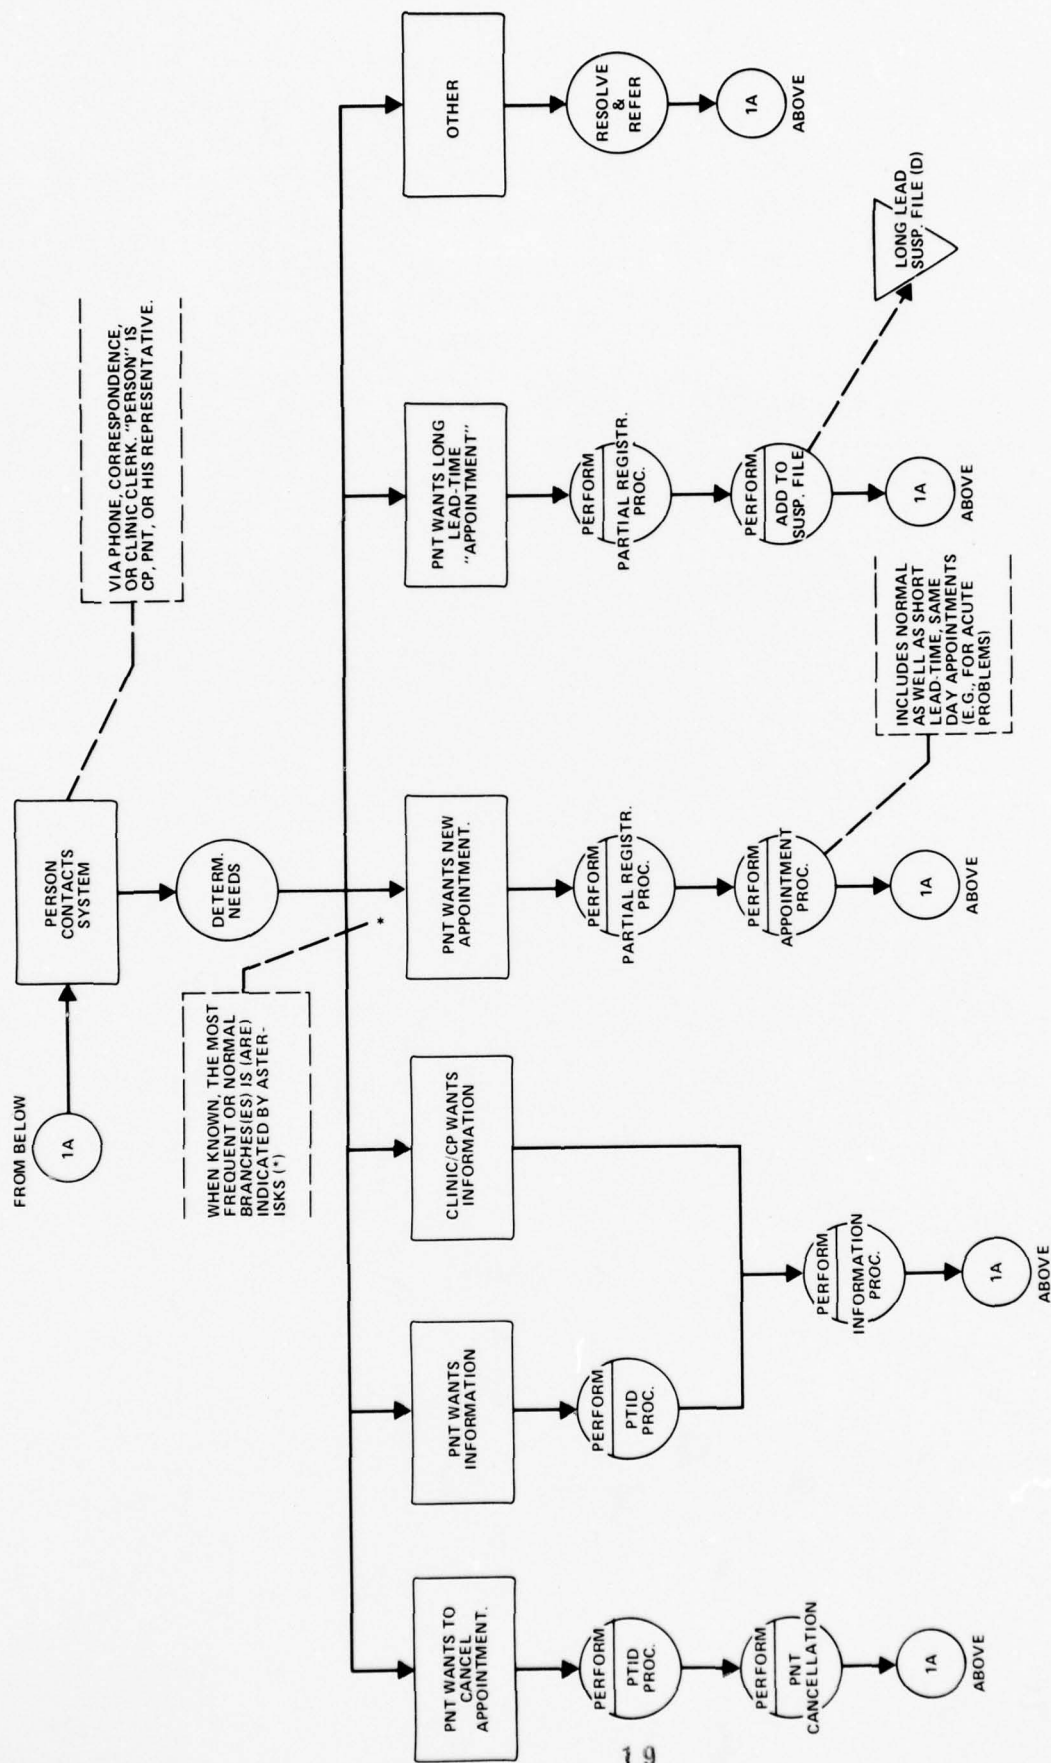 FROM BELOW
1A
PERSON
CONTACTS
SYSTEM
VIA PHONE, CORRESPONDENCE,
OR CLINIC CLERK. "PERSON" IS
CP, PNT, OR HIS REPRESENTATIVE.
DETERM.
NEEDS
WHEN KNOWN, THE MOST
FREQUENT OR NORMAL
BRANCHES(ES) IS (ARE)
INDICATED BY ASTER-
ISKS (*)
*
PNT WANTS TO
CANCEL
APPOINTMENT.
PERFORM
PTID
PROC.
PERFORM
PNT
CANCELLATION
1A
ABOVE
PNT WANTS
INFORMATION
PERFORM
PTID
PROC.
CLINIC/CP WANTS
INFORMATION
PERFORM
INFORMATION
PROC.
1A
ABOVE
PNT WANTS NEW
APPOINTMENT.
PERFORM
PARTIAL REGISTR.
PROC.
PERFORM
APPOINTMENT
PROC.
1A
ABOVE
INCLUDES NORMAL
AS WELL AS SHORT
LEAD-TIME, SAME
DAY APPOINTMENTS
(E.G., FOR ACUTE
PROBLEMS)
PNT WANTS LONG
LEAD-TIME
"APPOINTMENT"
PERFORM
PARTIAL REGISTR.
PROC.
PERFORM
ADD TO
SUSP. FILE
1A
ABOVE
LONG LEAD
SUSP. FILE (D)
OTHER
RESOLVE
&
REFER
1A
ABOVE
19